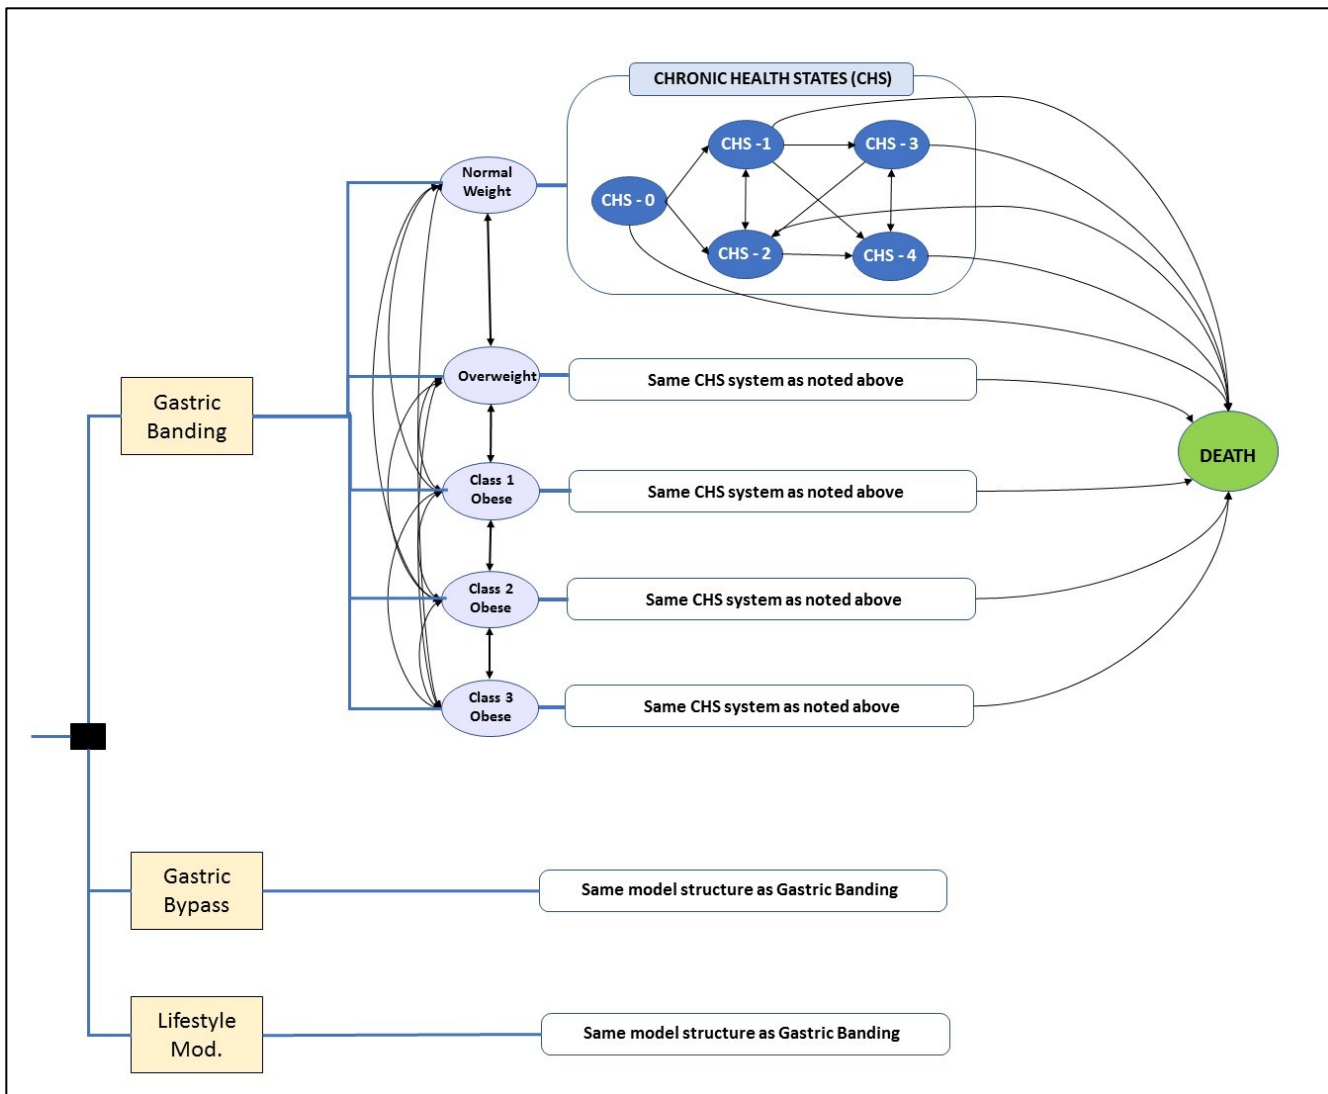 CHRONIC HEALTH STATES (CHS)
CHS -1
CHS - 3
CHS - 0
CHS - 2
CHS - 4
Normal
Weight
Overweight
Same CHS system as noted above
Gastric
Banding
DEATH
Class 1
Obese
Same CHS system as noted above
Class 2
Obese
Same CHS system as noted above
Class 3
Obese
Same CHS system as noted above
Gastric
Bypass
Same model structure as Gastric Banding
Lifestyle
Mod.
Same model structure as Gastric Banding